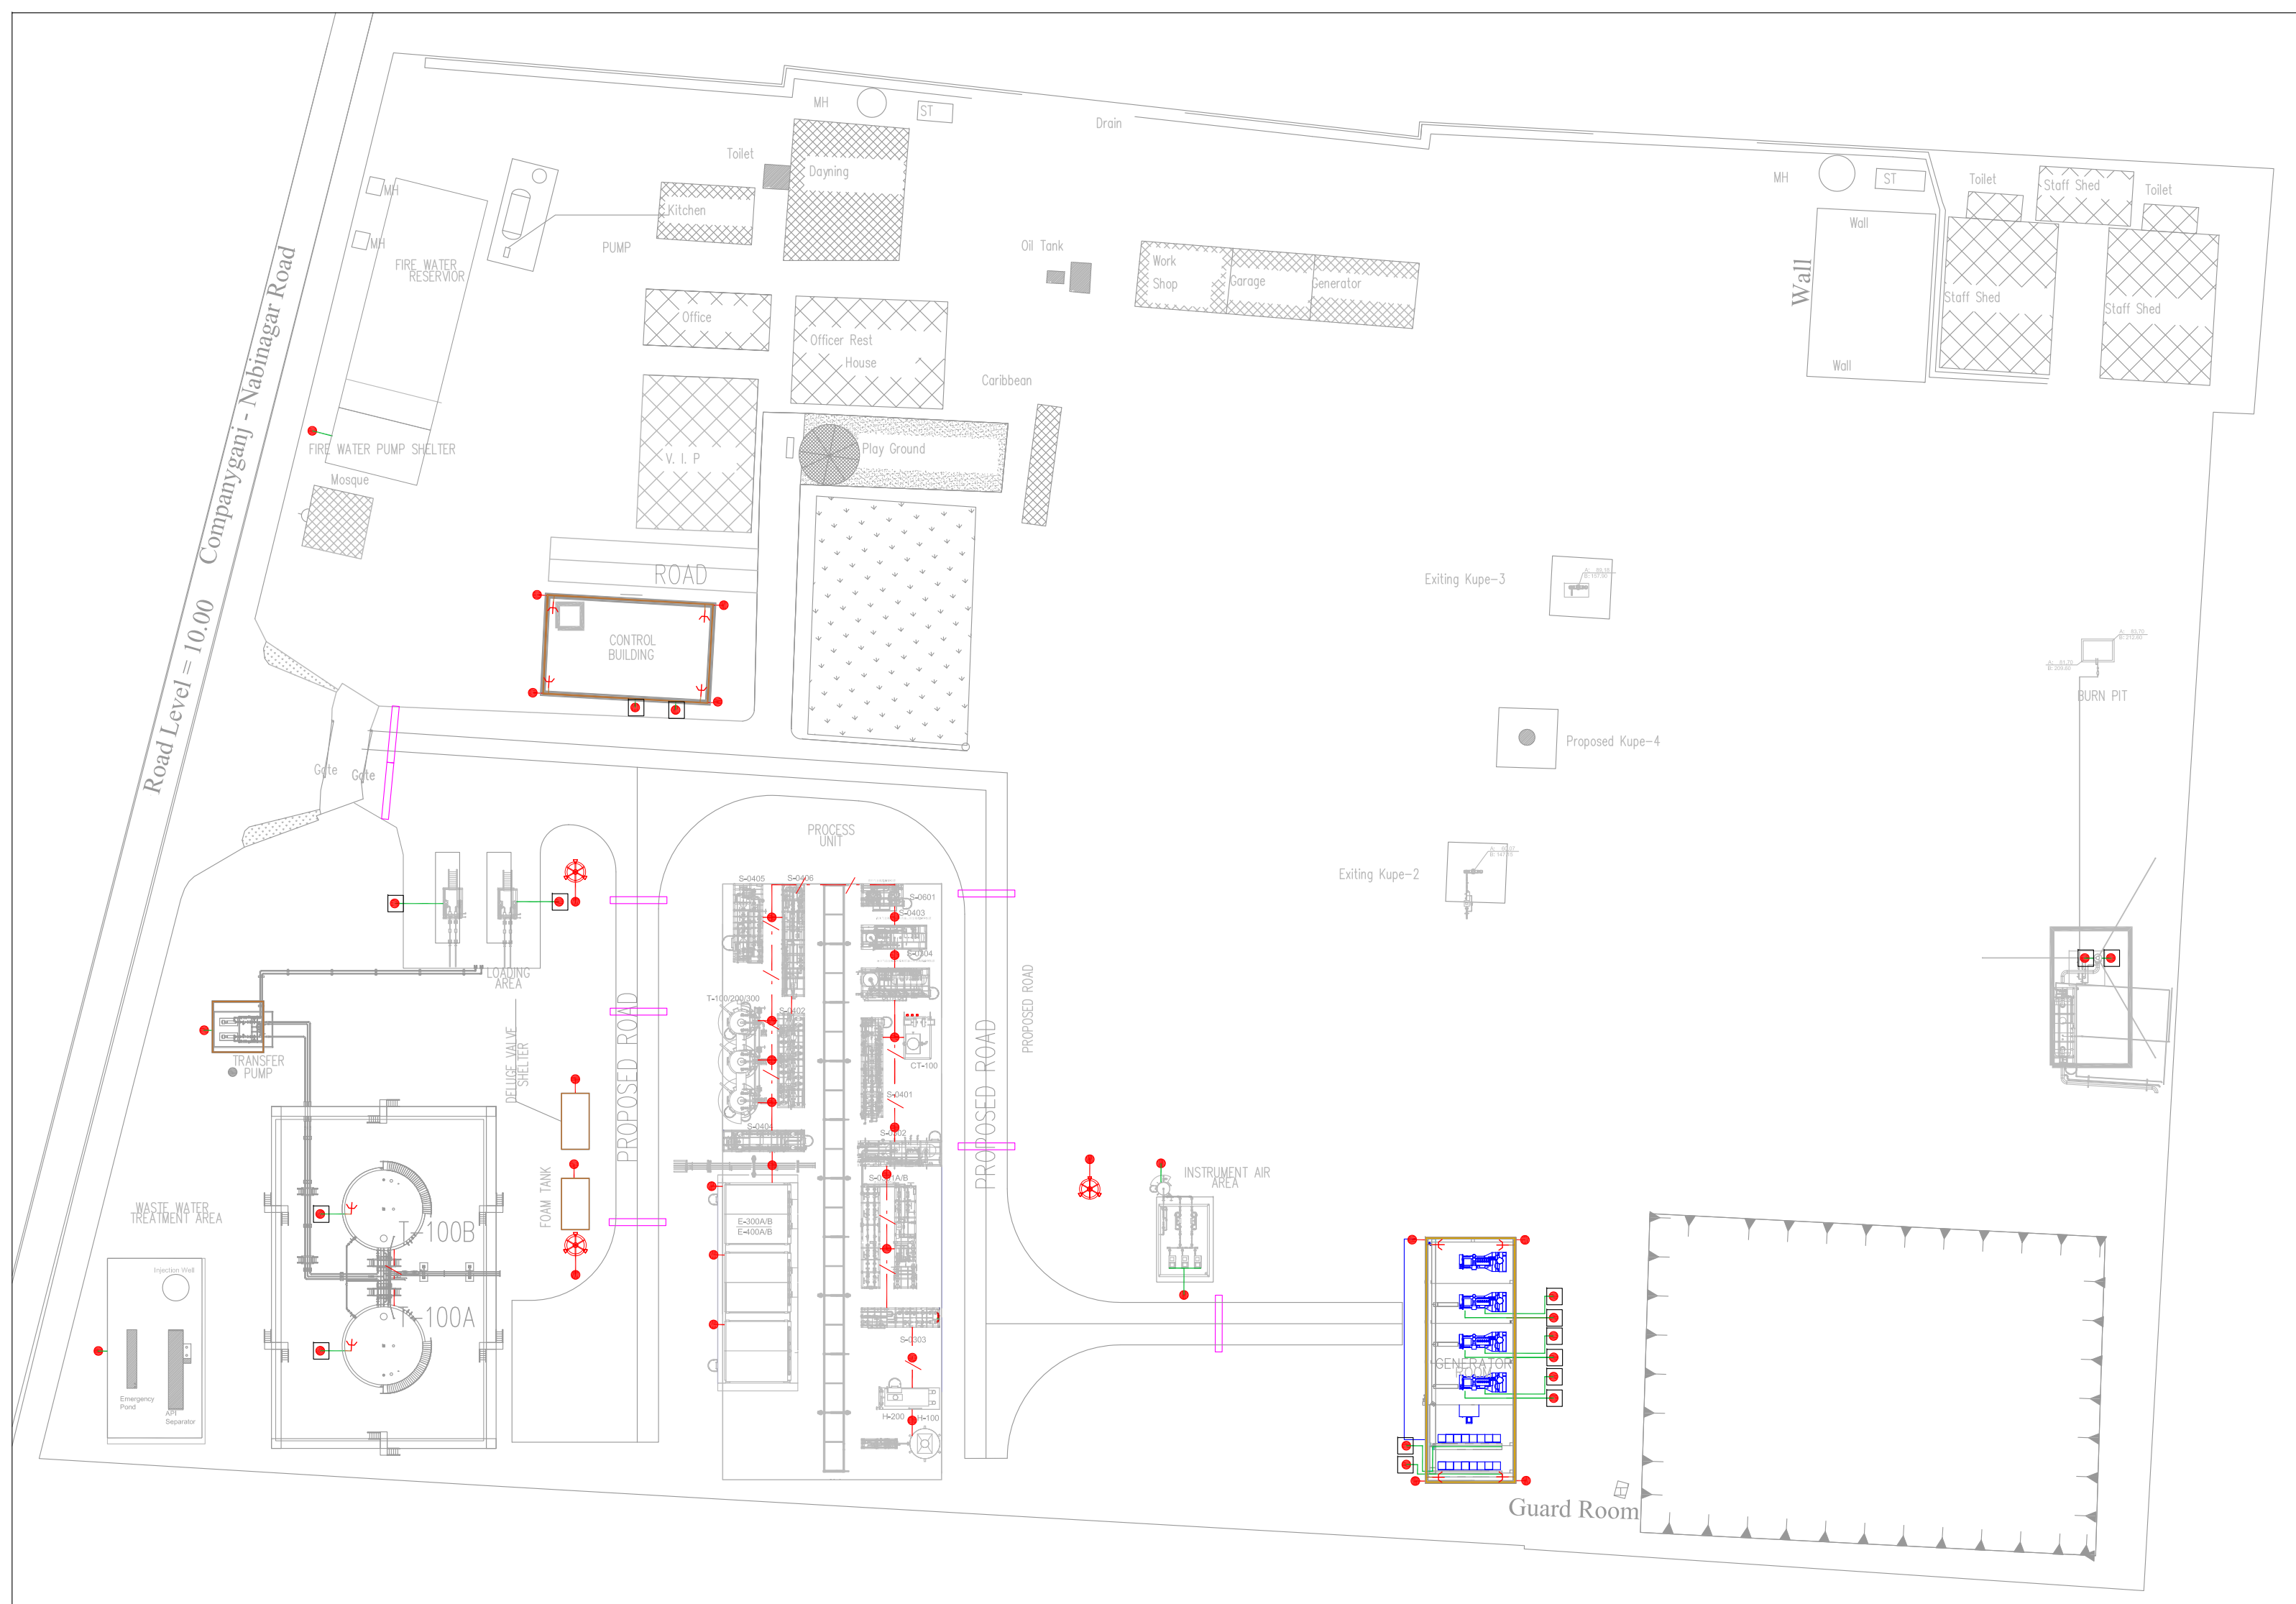 MH
ST
Drain
Toilet
Dayning
MH
Kitchen
PUMP
MH
FIRE WATER
RESERVIOR
Oil Tank
Work
Shop
Garage
Generator
MH
ST
Toilet
Staff Shed
Toilet
Wall
Wall
Wall
Staff Shed
Staff Shed
Office
Officer Rest
House
Caribbean
Play Ground
V. I. P
FIRE WATER PUMP SHELTER
Mosque
Companyganj - Nabinagar Road
Road Level = 10.00
ROAD
CONTROL
BUILDING
Gate
Gate
Exiting Kupe-3
Proposed Kupe-4
Exiting Kupe-2
BURN PIT
PROCESS
UNIT
S-0405
S-0406
S-0601
S-0403
S-0304
T-100/200/300
S-0402
CT-100
S-0401
S-0404
S-0302
E-300A/B
E-400A/B
S-0303
H-200
H-100
LOADING
AREA
TRANSFER
PUMP
DELUGE VALVE
SHELTER
FOAM TANK
PROPOSED ROAD
PROPOSED ROAD
PROPOSED ROAD
INSTRUMENT AIR
AREA
WASTE WATER
TREATMENT AREA
Injection Well
Emergency
Pond
API
Separator
T-100B
T-100A
GENERATOR
ROOM
Guard Room